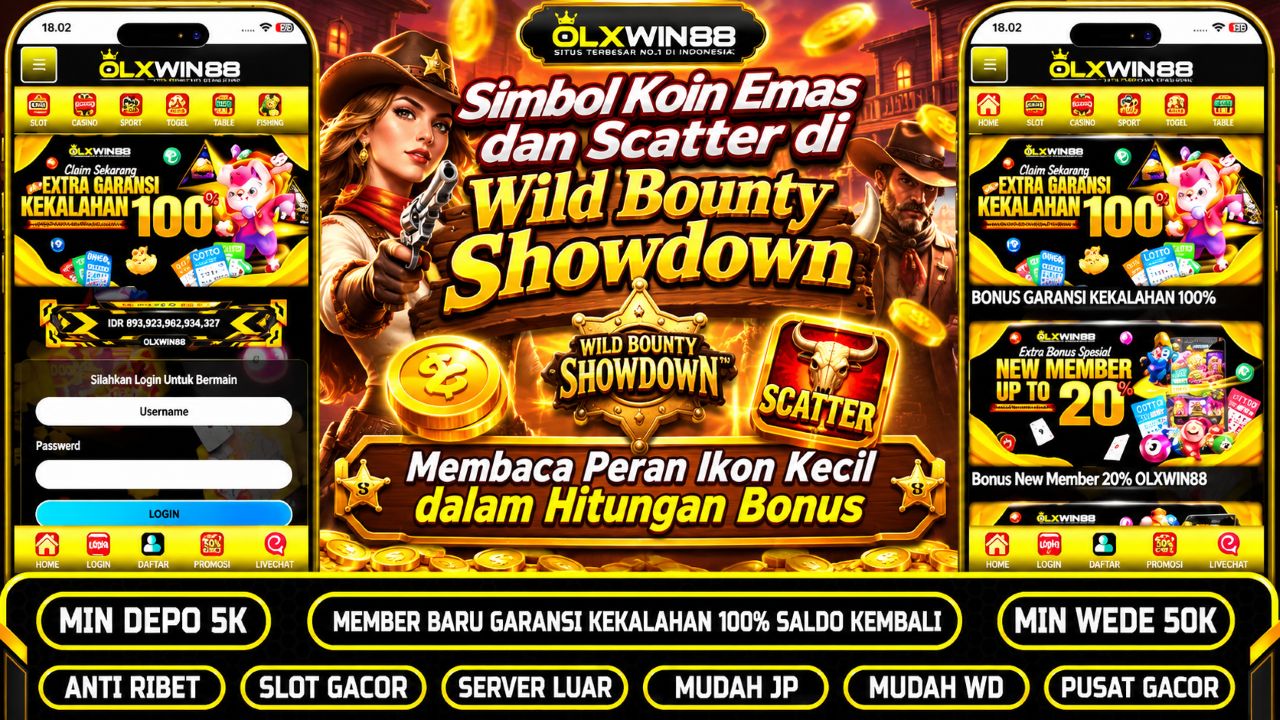 18.02
OLXWIN88
SLOT
CASINO
SPORT
TOGEL
TABLE
FISHING
OLXWIN88
Claim Sekarang
EXTRA GARANSI
KEKALAHAN 100%
IDR 893,923,962,934,327
OLXWIN88
Silahkan Login Untuk Bermain
Username
Passwerd
LOGIN
HOME
LOGIN
DAFTAR
PROMOSI
LIVECHAT
OLXWIN88
SITUS TERBESAR NO.1 DI INDONESIA
Simbol Koin Emas
dan Scatter di
Wild Bounty
Showdown
WILD BOUNTY
SHOWDOWN™
SCATTER
Membaca Peran Ikon Kecil
dalam Hitungan Bonus
18.02
OLXWIN88
HOME
SLOT
CASINO
SPORT
TOGEL
TABLE
OLXWIN88
Claim Sekarang
EXTRA GARANSI
KEKALAHAN 100%
BONUS GARANSI KEKALAHAN 100%
OLXWIN88
Extra Bonus Spesial
NEW MEMBER
UP TO 20%
Bonus New Member 20% OLXWIN88
OLXWIN88
HOME
LOGIN
DAFTAR
PROMOSI
LIVECHAT
MIN DEPO 5K
MEMBER BARU GARANSI KEKALAHAN 100% SALDO KEMBALI
MIN WEDE 50K
ANTI RIBET
SLOT GACOR
SERVER LUAR
MUDAH JP
MUDAH WD
PUSAT GACOR